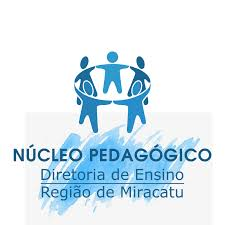 NÚCLEO PEDAGÓGICO
Diretoria de Ensino
Região de Miracatu